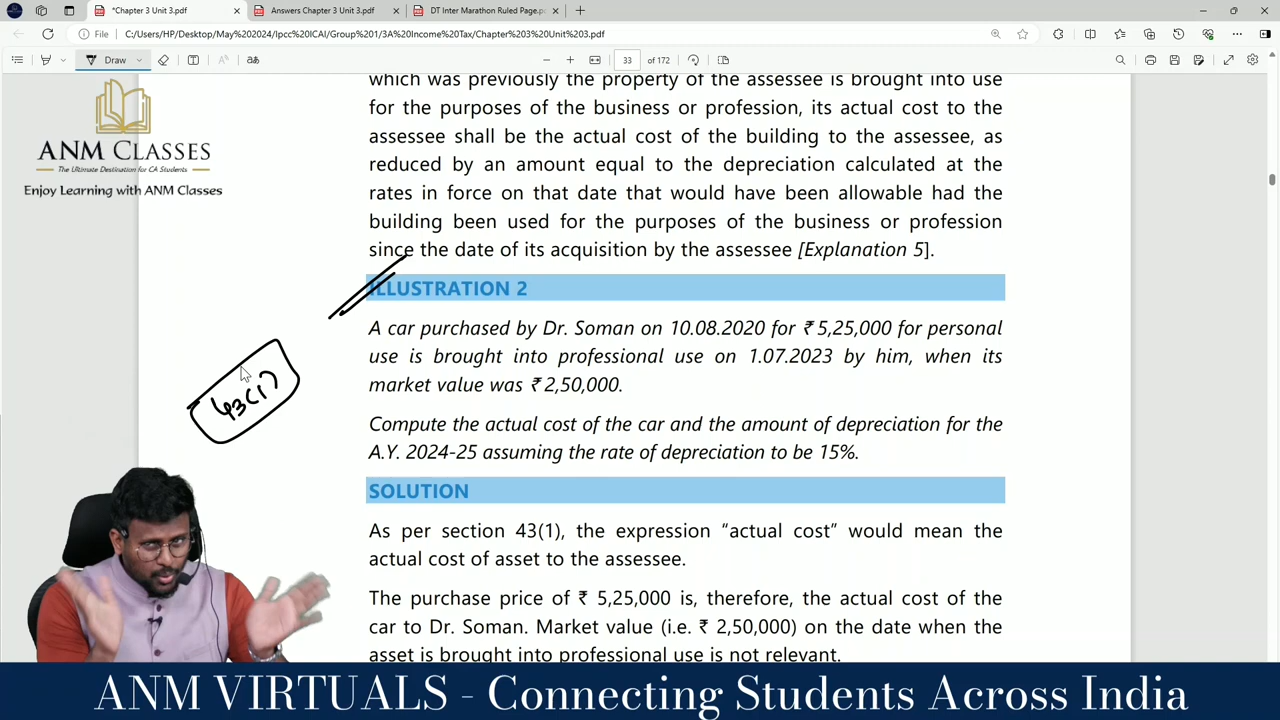 *Chapter 3 Unit 3.pdf
Answers Chapter 3 Unit 3.pdf
DT Inter Marathon Ruled Page.p
File
C:/Users/HP/Desktop/May%202024/Ipcc%20ICAI/Group%201/3A%20Income%20Tax/Chapter%203%20Unit%203.pdf
Draw
33 of 172
which was previously the property of the assessee is brought into use
for the purposes of the business or profession, its actual cost to the
assessee shall be the actual cost of the building to the assessee, as
reduced by an amount equal to the depreciation calculated at the
rates in force on that date that would have been allowable had the
building been used for the purposes of the business or profession
since the date of its acquisition by the assessee [Explanation 5].
ANM CLASSES
The Ultimate Destination for CA Students
Enjoy Learning with ANM Classes
ILLUSTRATION 2
A car purchased by Dr. Soman on 10.08.2020 for ₹ 5,25,000 for personal
use is brought into professional use on 1.07.2023 by him, when its
market value was ₹ 2,50,000.
43(1)
Compute the actual cost of the car and the amount of depreciation for the
A.Y. 2024-25 assuming the rate of depreciation to be 15%.
SOLUTION
As per section 43(1), the expression “actual cost” would mean the
actual cost of asset to the assessee.
The purchase price of ₹ 5,25,000 is, therefore, the actual cost of the
car to Dr. Soman. Market value (i.e. ₹ 2,50,000) on the date when the
asset is brought into professional use is not relevant.
ANM VIRTUALS - Connecting Students Across India